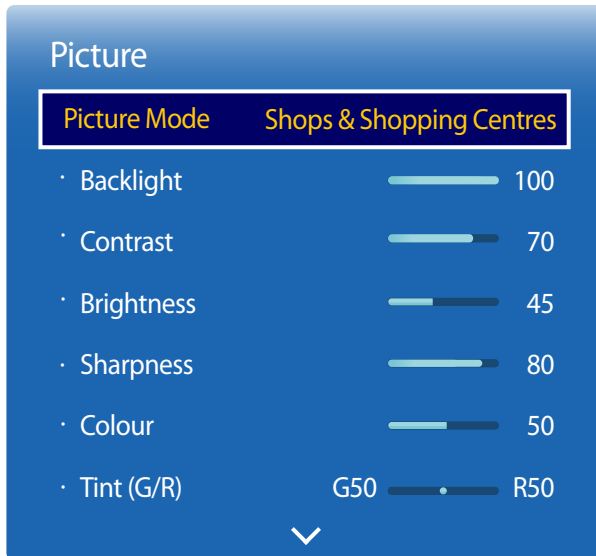 Picture
Picture Mode Shops & Shopping Centres
· Backlight 100
· Contrast 70
· Brightness 45
· Sharpness 80
· Colour 50
· Tint (G/R) G50 R50